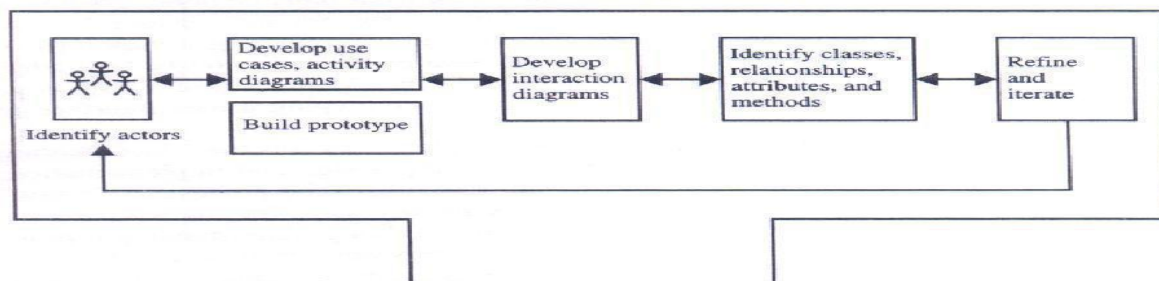 Identify actors
Develop use
cases, activity
diagrams
Build prototype
Develop
interaction
diagrams
Identify classes,
relationships,
attributes, and
methods
Refine
and
iterate